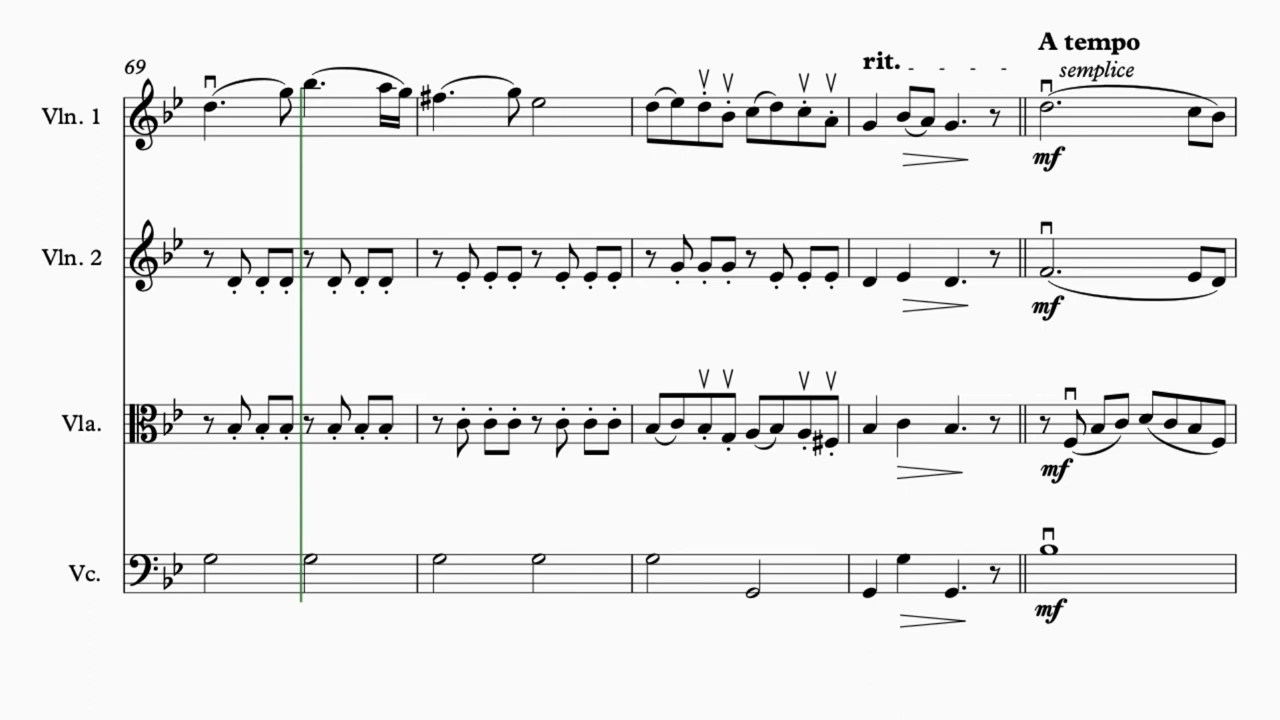 A tempo
rit.
semplice
69
Vln. 1
mf
Vln. 2
mf
Vla.
mf
Vc.
mf